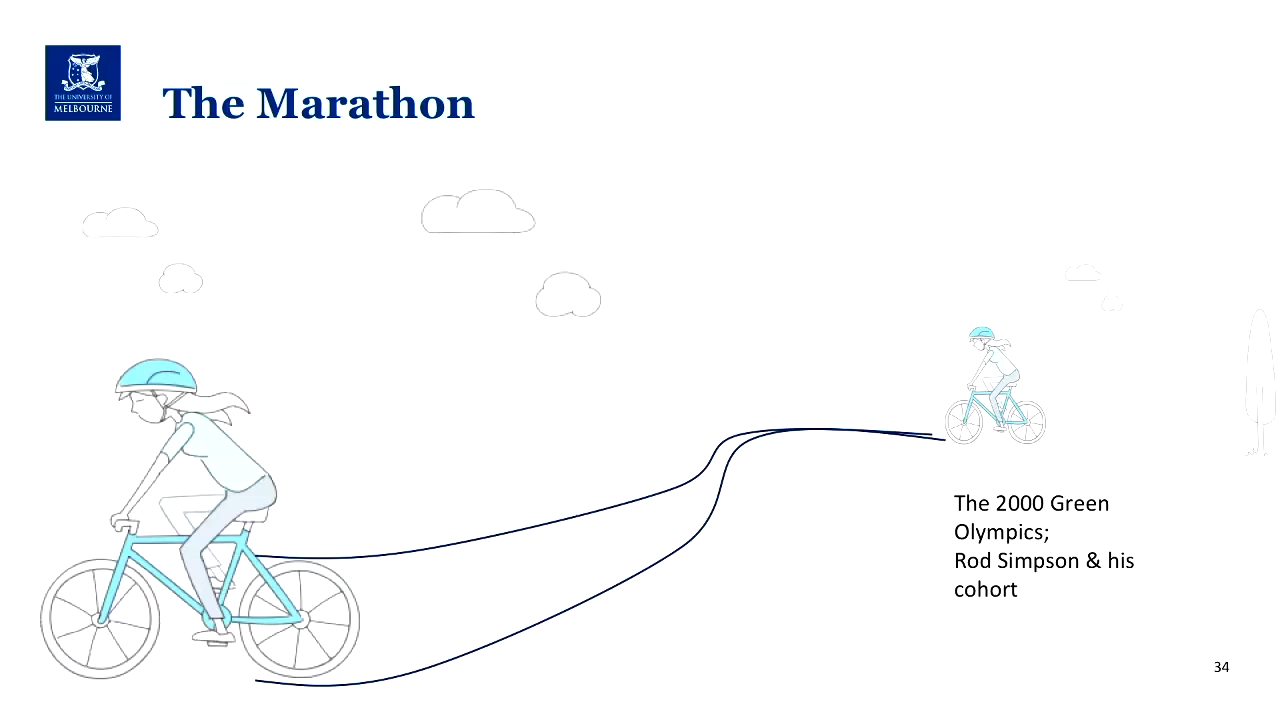 THE UNIVERSITY OF
MELBOURNE
The Marathon
The 2000 Green
Olympics;
Rod Simpson & his
cohort
34